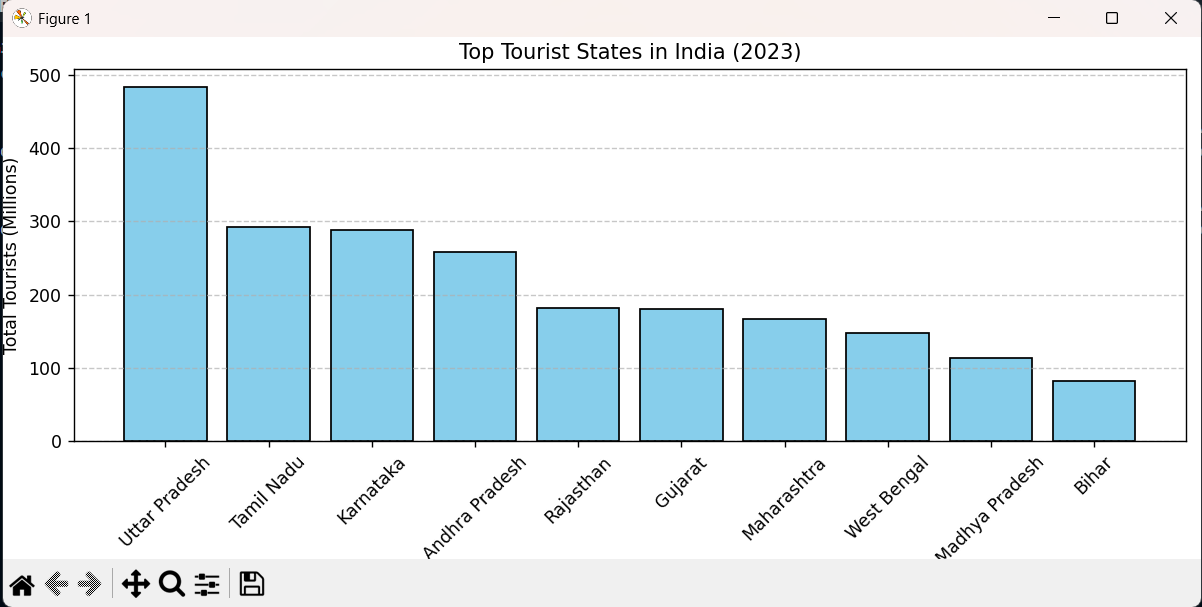 Figure 1
Top Tourist States in India (2023)
Total Tourists (Millions)
500
400
300
200
100
0
Uttar Pradesh
Tamil Nadu
Karnataka
Andhra Pradesh
Rajasthan
Gujarat
Maharashtra
West Bengal
Madhya Pradesh
Bihar